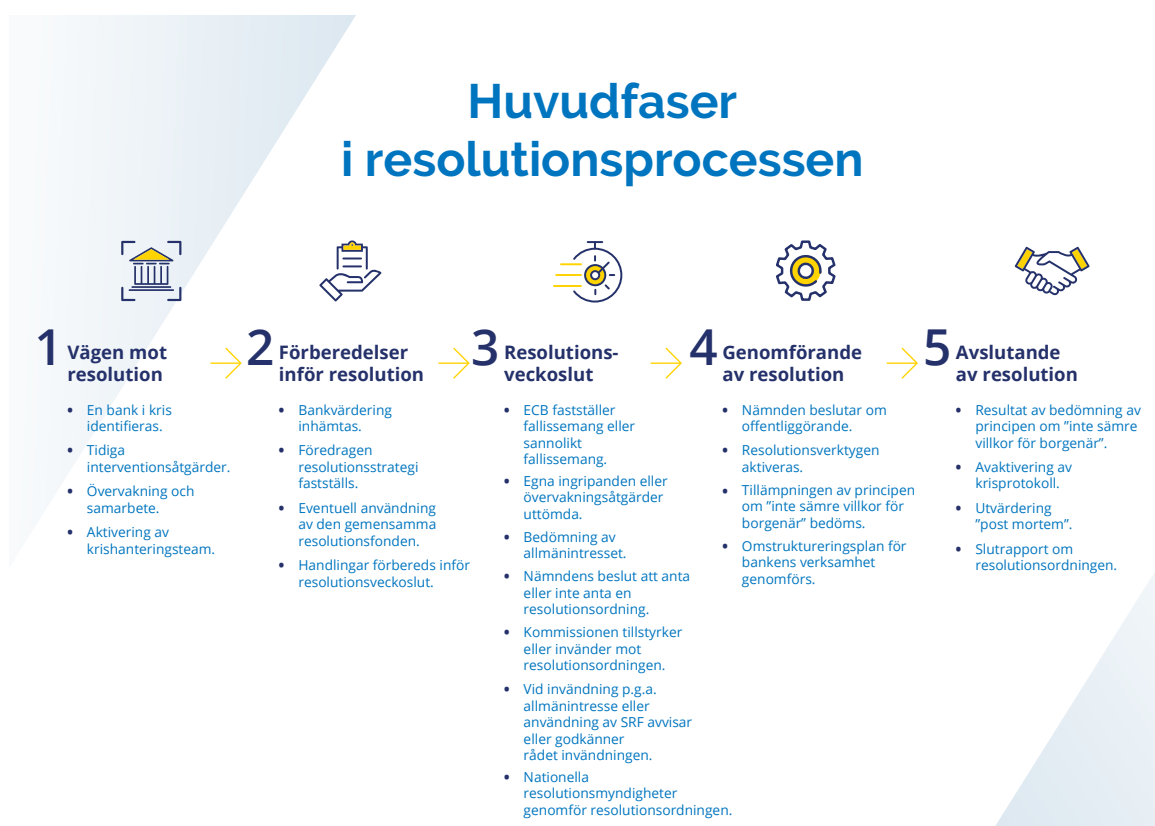 Huvudfaser
i resolutionsprocessen
1 Vägen mot
resolution
• En bank i kris
identifieras.
• Tidiga
interventionsåtgärder.
• Övervakning och
samarbete.
• Aktivering av
krishanteringsteam.
2 Förberedelser
inför resolution
• Bankvärdering
inhämtas.
• Föredragen
resolutionsstrategi
fastställs.
• Eventuell användning
av den gemensamma
resolutionsfonden.
• Handlingar förbereds inför
resolutionsveckoslut.
3 Resolutions-
veckoslut
• ECB fastställer
fallissemang eller
sannolikt
fallissemang.
• Egna ingripanden eller
övervakningsåtgärder
uttömda.
• Bedömning av
allmänintresset.
• Nämndens beslut att anta
eller inte anta en
resolutionsordning.
• Kommissionen tillstyrker
eller invänder mot
resolutionsordningen.
• Vid invändning p.g.a.
allmänintresse eller
användning av SRF avvisar
eller godkänner
rådet invändningen.
• Nationella
resolutionsmyndigheter
genomför resolutionsordningen.
4 Genomförande
av resolution
• Nämnden beslutar om
offentliggörande.
• Resolutionsverktygen
aktiveras.
• Tillämpningen av principen
om ”inte sämre villkor för
borgenär” bedöms.
• Omstruktureringsplan för
bankens verksamhet
genomförs.
5 Avslutande
av resolution
• Resultat av bedömning av
principen om ”inte sämre
villkor för borgenär”.
• Avaktivering av
krisprotokoll.
• Utvärdering
”post mortem”.
• Slutrapport om
resolutionsordningen.